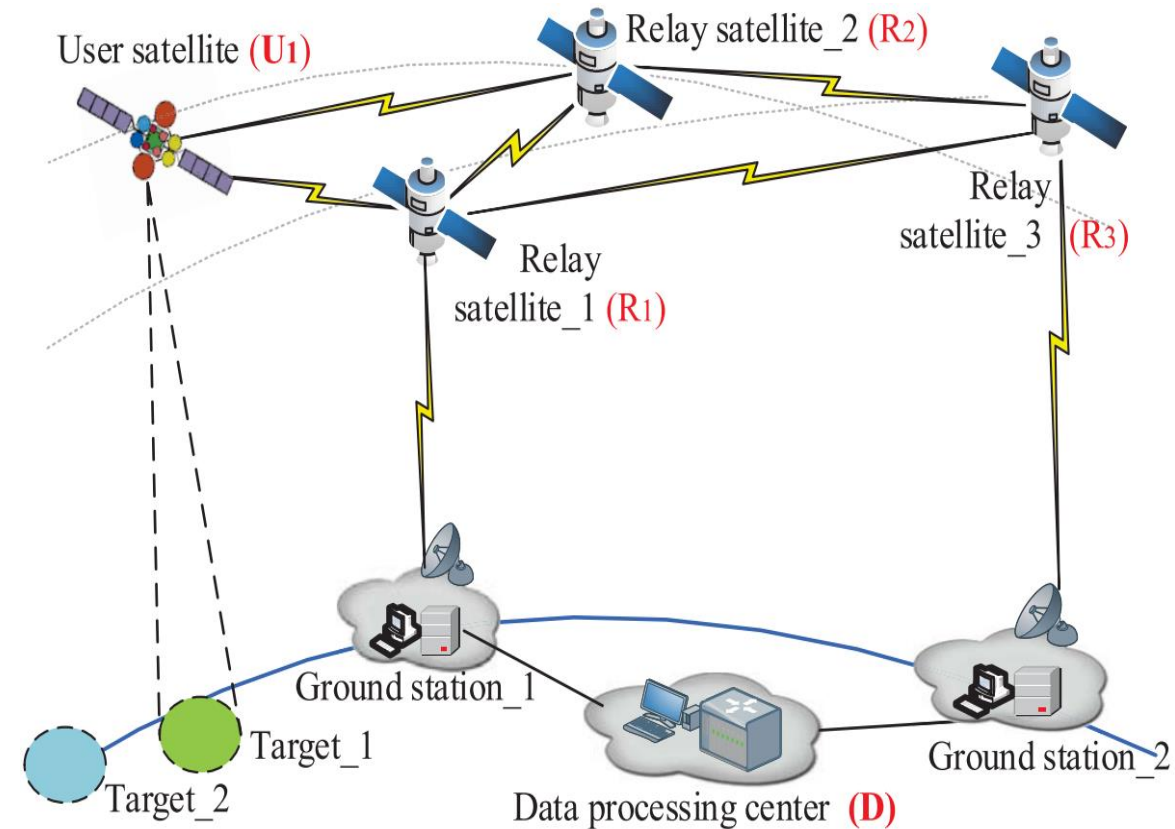 User satellite (U1)
Relay satellite_2 (R2)
Relay
satellite_1 (R1)
Relay
satellite_3 (R3)
Ground station_1
Target_1
Target_2
Ground station_2
Data processing center (D)